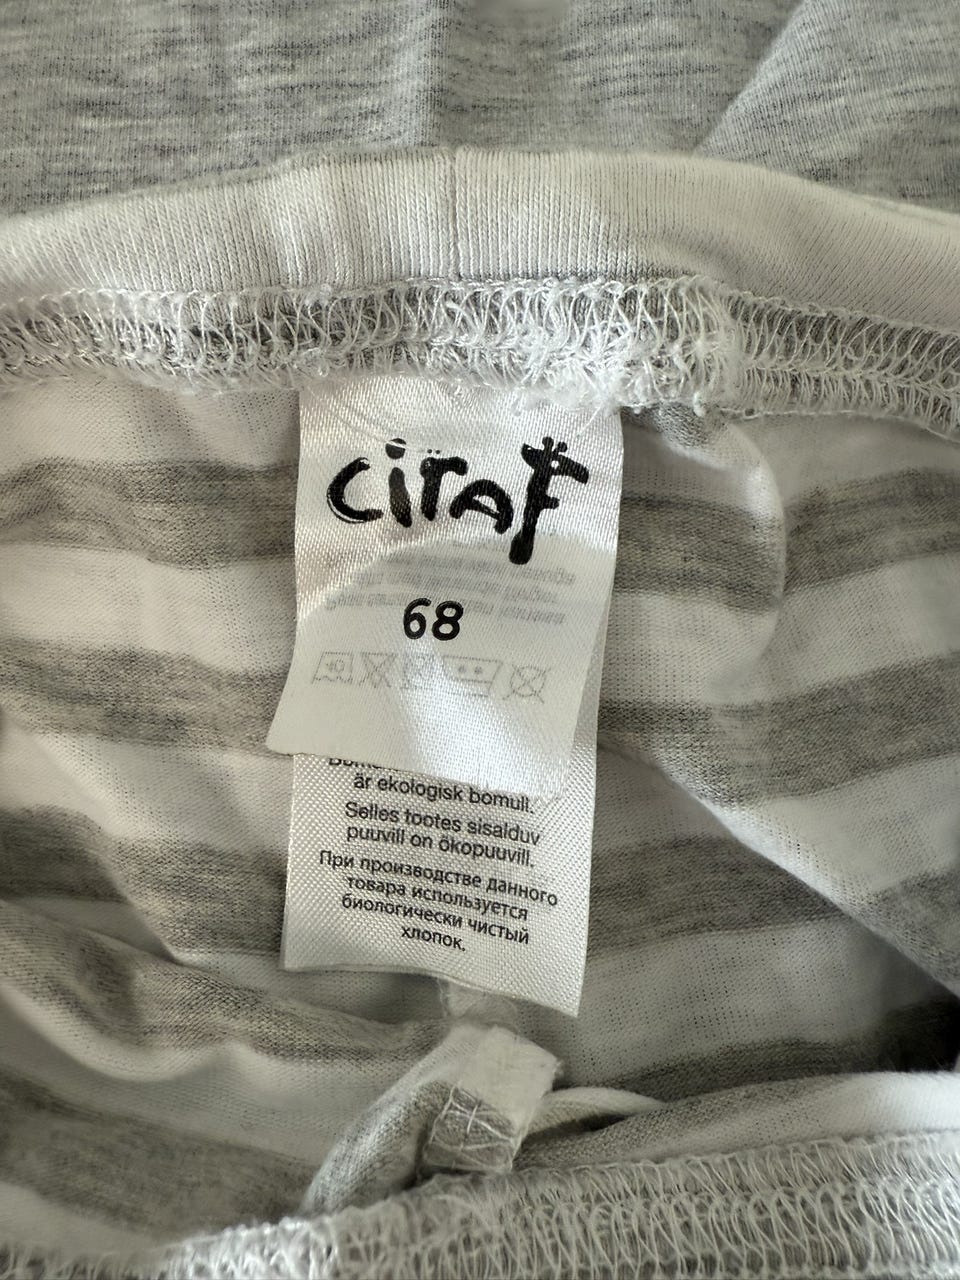 ciraf
68
är ekologisk bomull.
Selles tootes sisalduv
puuvill on ökopuuvill.
При производстве данного
товара используется
биологически чистый
хлопок.